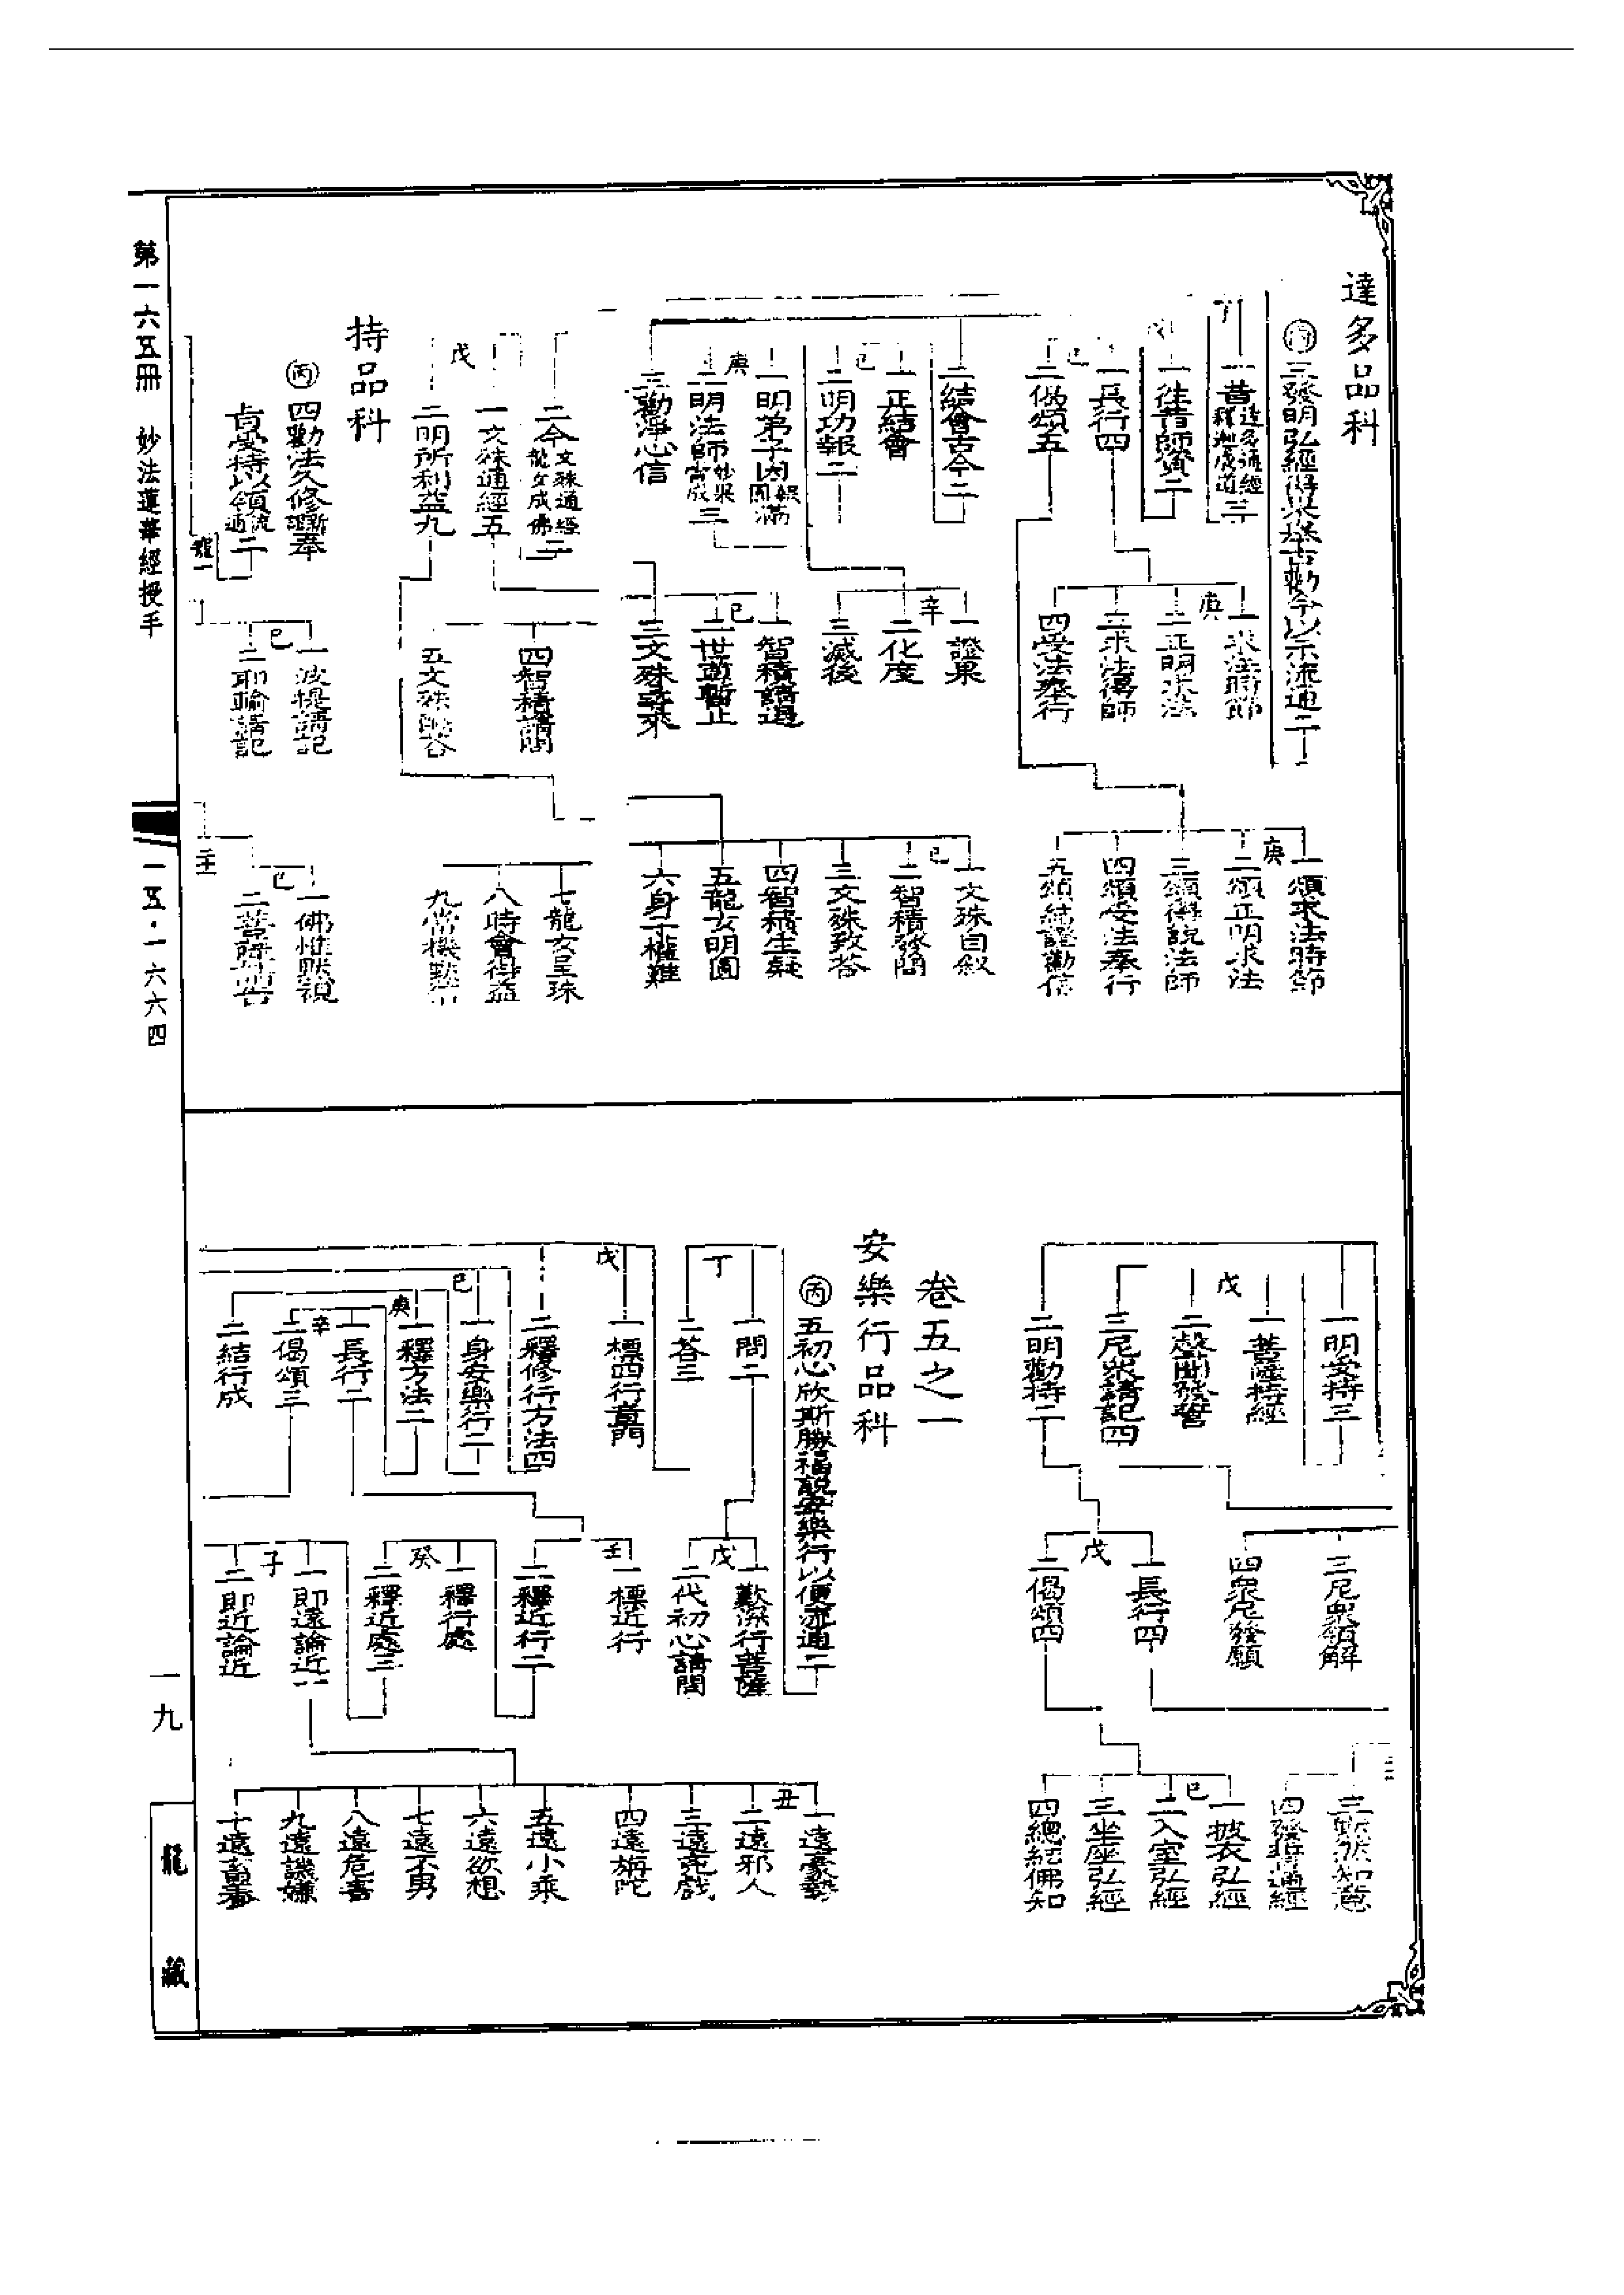 達多品科
丙 三發明弘經得果舉古勸今以示流通二
丁
一昔達多通經釋迦成道三
戊
一往昔師資二
己
一長行四
二偈頌五
二結會古今二
己
一正結會
二明功報二
庚
一明弟子因圓報滿
二明法師妙果當成三
三勸淨心信
二今文殊通經龍女成佛二
戊
一文殊通經五
二明所利益九
庚
一求法時節
二正明求法
三求法得師
四受法奉行
辛
一證果
二化度
三滅後
己
一智積請退
二世尊暫止
三文殊尋來
四智積請問
五文殊
庚
一頌求法時節
二頌正明求法
三頌得說法師
四頌受法奉行
五頌結證勸信
己
一文殊自敘
二智積發問
三文殊致答
四智積生疑
五龍女明圓
六身子權難
七龍女呈珠
八時會得益
九當機默
持品科
丙 四勸法久修
受持以領流通二
龍一
己
一波提請記
二耶輸請記
己
一佛惟默視
二菩薩
一明受持三
戊
一菩薩持經
二聲聞發誓
三尼眾請記四
二明勸持二
三尼眾領解
四眾尼發願
戊
一長行四
二偈頌四
三默然知意
四發誓通經
己
一披衣弘經
二入室弘經
三坐座弘經
四總結佛知
卷五之一
安樂行品科
丙 五初心欣斯勝福說安樂行以便流通二
丁
一問二
二荅三
戊
一標四行章門
二釋修行方法四
己
一身安樂行二
庚
一釋方法二
辛
一長行二
二偈頌三
二結行成
戊
一歎深行菩薩
二代初心請問
壬
一標近行
二釋近行二
癸
一釋行處
二釋近處三
子
一即遠論近一
二即近論近
丑
一遠豪勢
二遠邪人
三遠兇戲
四遠旃陀
五遠小乘
六遠欲想
七遠不男
八遠危害
九遠譏嫌
十遠畜養
第一六五冊 妙法蓮華經授手
一五・一六六四
一九
龍藏